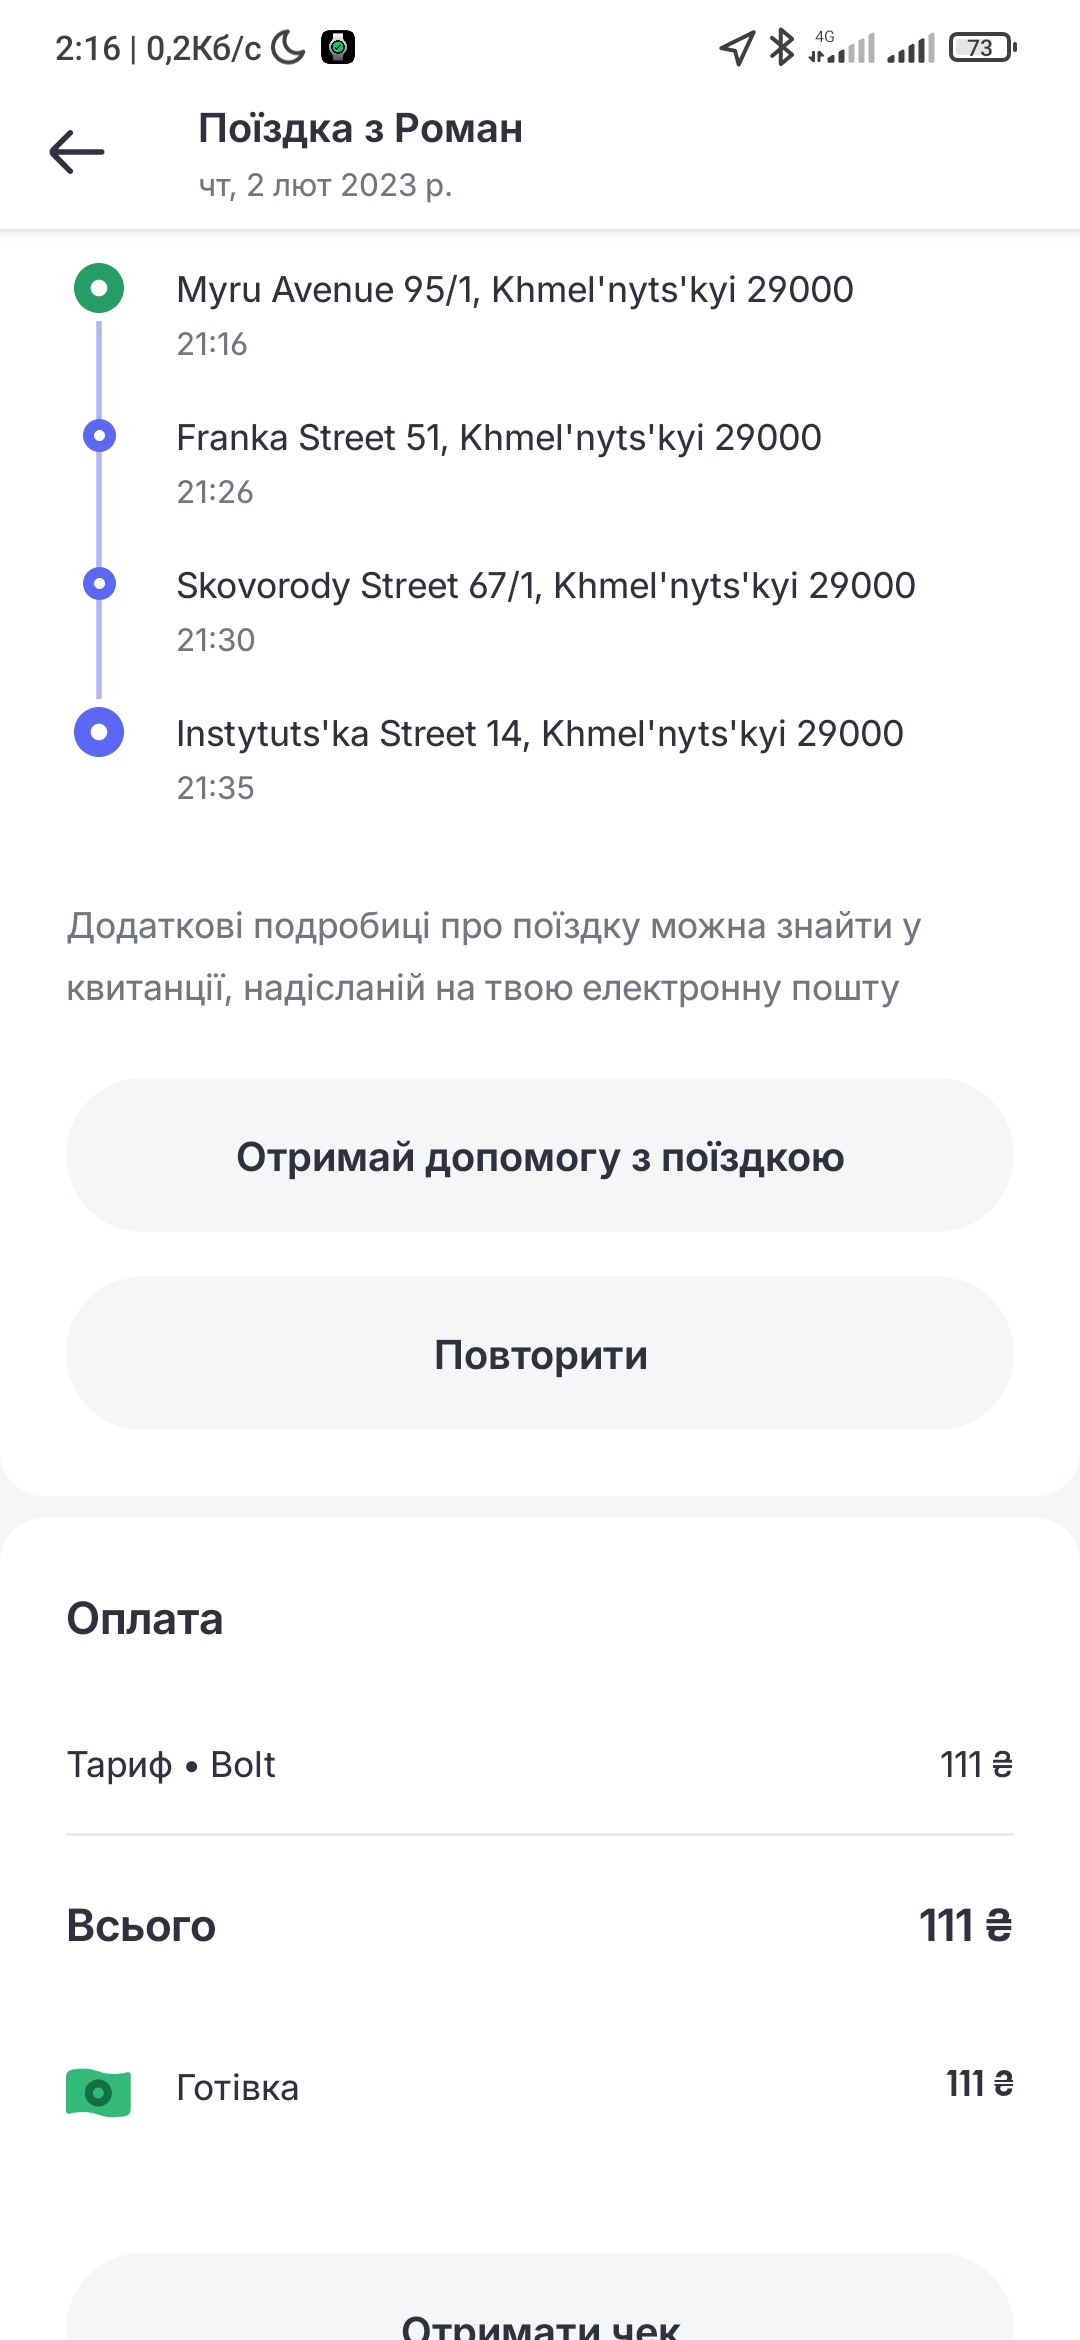 2:16 | 0,2Кб/с 4G 73
Поїздка з Роман
чт, 2 лют 2023 р.
Myru Avenue 95/1, Khmel'nyts'kyi 29000
21:16
Franka Street 51, Khmel'nyts'kyi 29000
21:26
Skovorody Street 67/1, Khmel'nyts'kyi 29000
21:30
Instytuts'ka Street 14, Khmel'nyts'kyi 29000
21:35
Додаткові подробиці про поїздку можна знайти у
квитанції, надісланій на твою електронну пошту
Отримай допомогу з поїздкою
Повторити
Оплата
Тариф • Bolt 111 ₴
Всього 111 ₴
Готівка 111 ₴
Отримати чек